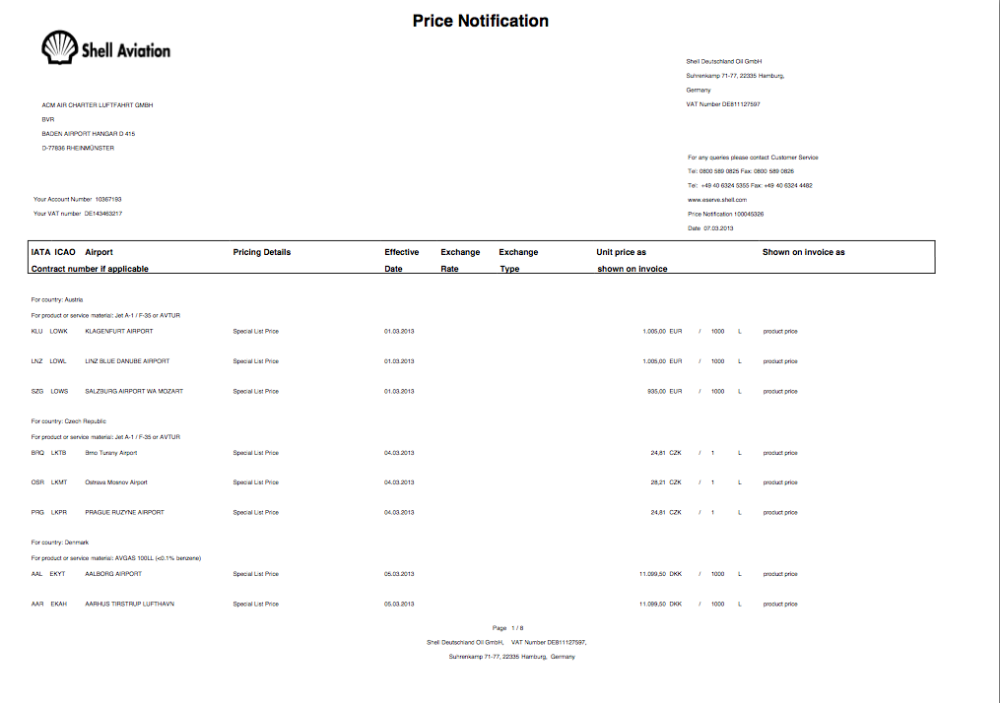 Price Notification
Shell Aviation
Shell Deutschland Oil GmbH
Suhrenkamp 71-77, 22335 Hamburg,
Germany
VAT Number DE811127597
ACM AIR CHARTER LUFTFAHRT GMBH
BVR
BADEN AIRPORT HANGAR D 415
D-77836 RHEINMÜNSTER
For any queries please contact Customer Service
Tel: 0800 589 0825 Fax: 0800 589 0826
Tel: +49 40 6324 5355 Fax: +49 40 6324 4482
www.eserve.shell.com
Price Notification 100045326
Date 07.03.2013
Your Account Number 10367193
Your VAT number DE143463217
IATA ICAO Airport Pricing Details Effective Exchange Exchange Unit price as Shown on invoice as
Contract number if applicable Date Rate Type shown on invoice
For country: Austria
For product or service material: Jet A-1 / F-35 or AVTUR
KLU LOWK KLAGENFURT AIRPORT Special List Price 01.03.2013 1.005,00 EUR / 1000 L product price
LNZ LOWL LINZ BLUE DANUBE AIRPORT Special List Price 01.03.2013 1.005,00 EUR / 1000 L product price
SZG LOWS SALZBURG AIRPORT WA MOZART Special List Price 01.03.2013 935,00 EUR / 1000 L product price
For country: Czech Republic
For product or service material: Jet A-1 / F-35 or AVTUR
BRQ LKTB Brno Turany Airport Special List Price 04.03.2013 24,81 CZK / 1 L product price
OSR LKMT Ostrava Mosnov Airport Special List Price 04.03.2013 28,21 CZK / 1 L product price
PRG LKPR PRAGUE RUZYNE AIRPORT Special List Price 04.03.2013 24,81 CZK / 1 L product price
For country: Denmark
For product or service material: AVGAS 100LL (<0.1% benzene)
AAL EKYT AALBORG AIRPORT Special List Price 05.03.2013 11.099,50 DKK / 1000 L product price
AAR EKAH AARHUS TIRSTRUP LUFTHAVN Special List Price 05.03.2013 11.099,50 DKK / 1000 L product price
Page 1 / 8
Shell Deutschland Oil GmbH, VAT Number DE811127597,
Suhrenkamp 71-77, 22335 Hamburg, Germany